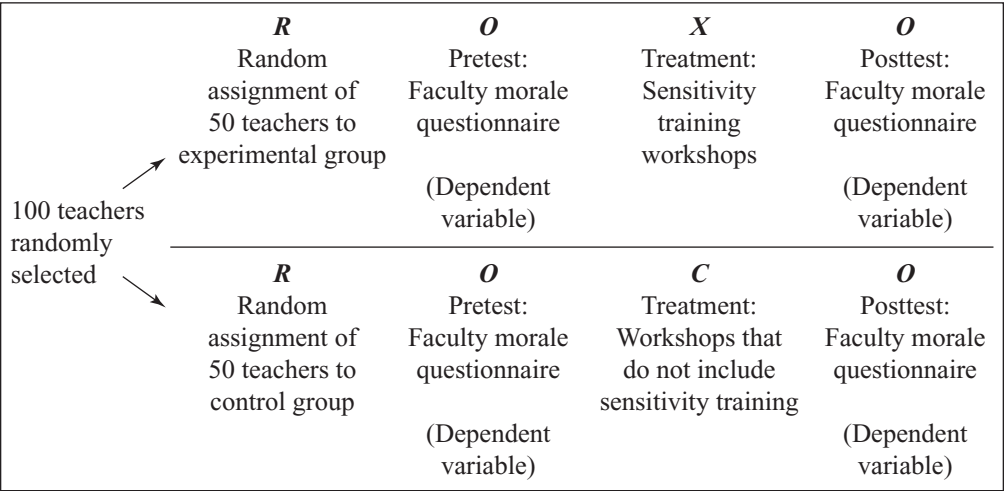 R
Random
assignment of
50 teachers to
experimental group
O
Pretest:
Faculty morale
questionnaire
(Dependent
variable)
X
Treatment:
Sensitivity
training
workshops
O
Posttest:
Faculty morale
questionnaire
(Dependent
variable)
100 teachers
randomly
selected
R
Random
assignment of
50 teachers to
control group
O
Pretest:
Faculty morale
questionnaire
(Dependent
variable)
C
Treatment:
Workshops that
do not include
sensitivity training
O
Posttest:
Faculty morale
questionnaire
(Dependent
variable)